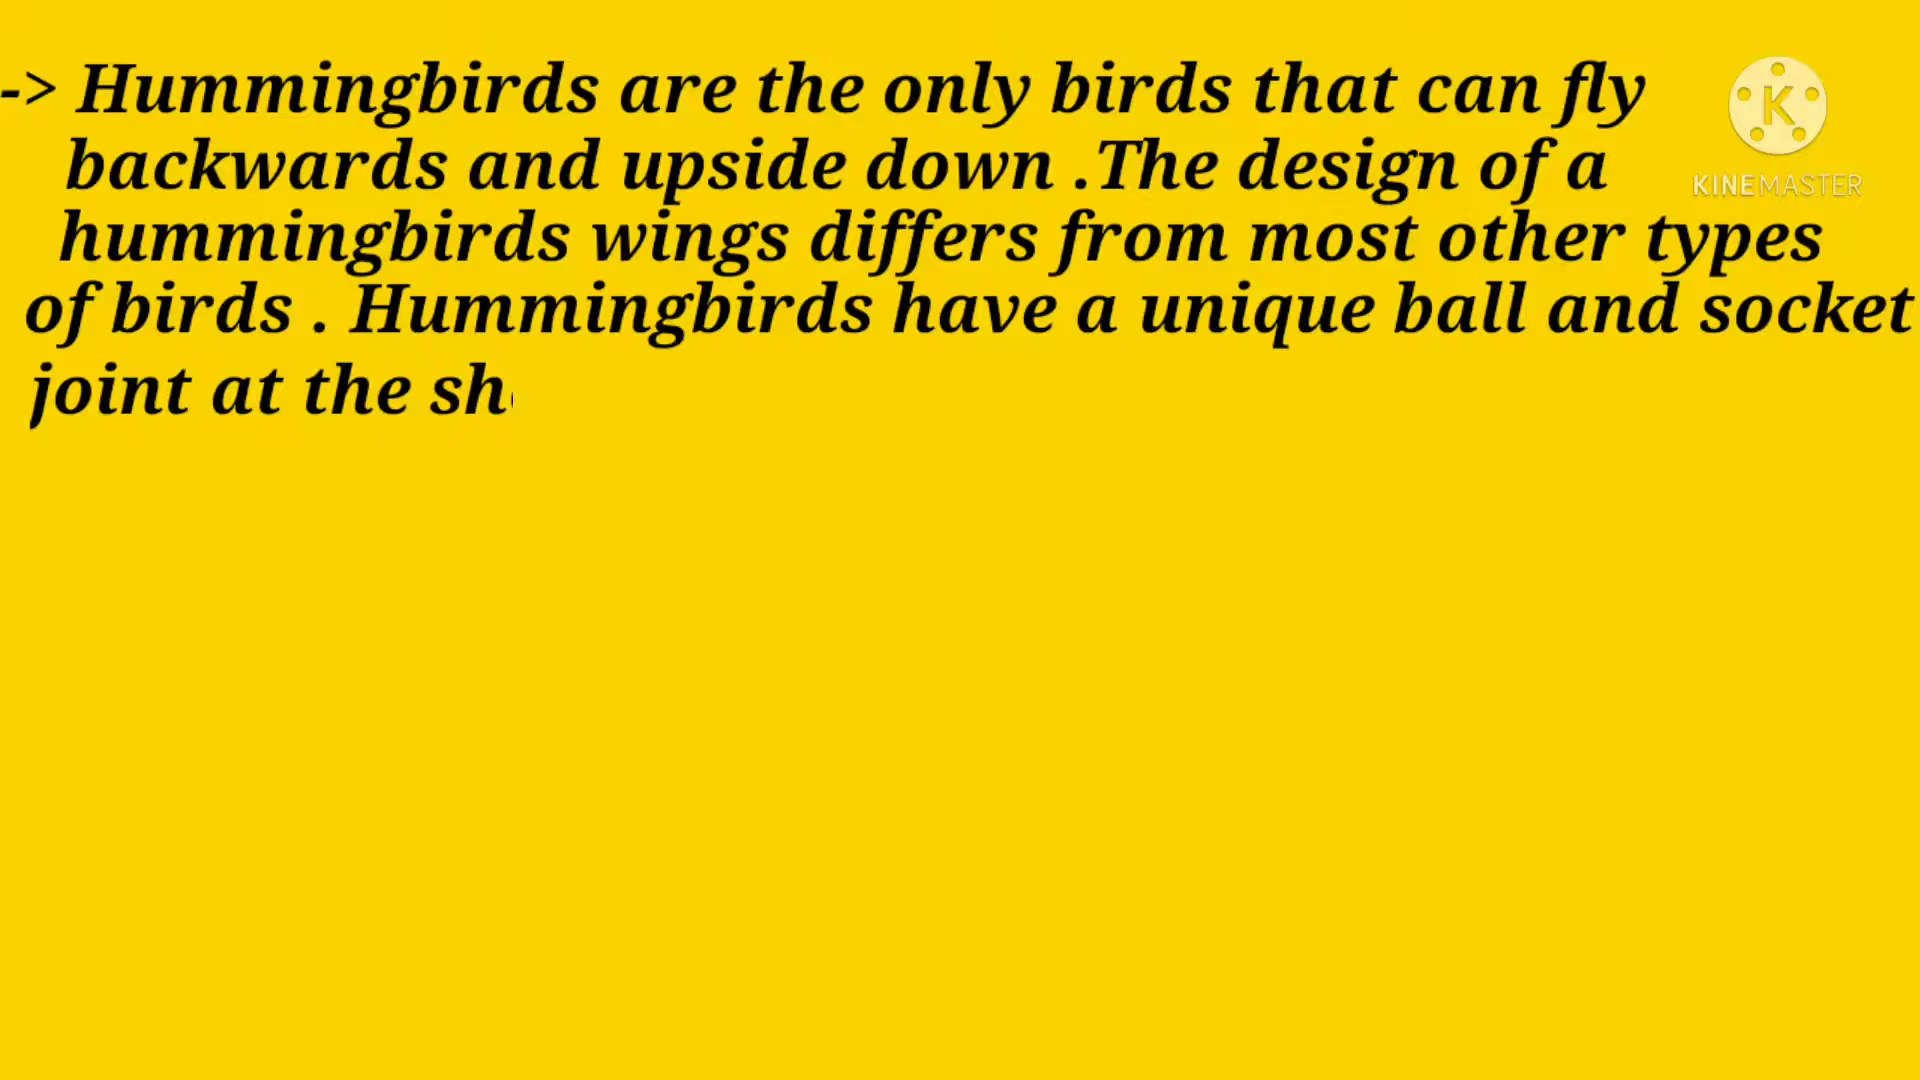 -> Hummingbirds are the only birds that can fly
backwards and upside down .The design of a
hummingbirds wings differs from most other types
of birds . Hummingbirds have a unique ball and socket
joint at the
K
KINEMASTER